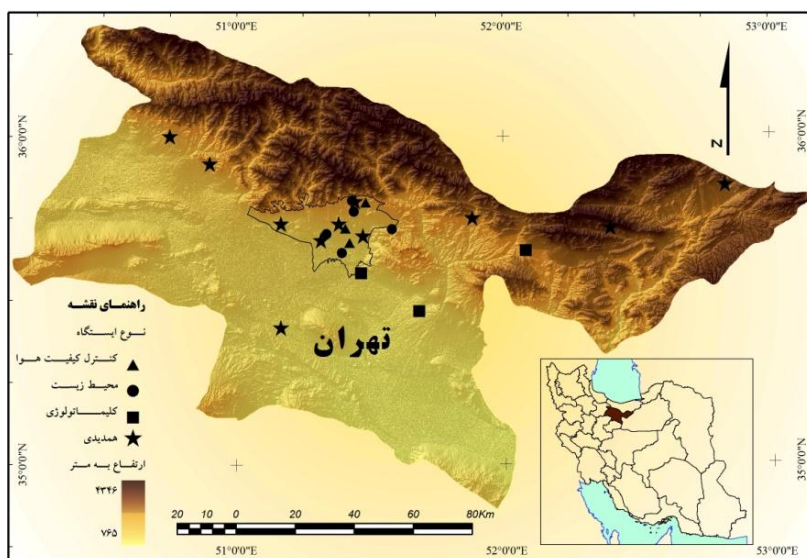 51°0'0"E 52°0'0"E 53°0'0"E
36°0'0"N 36°0'0"N
N
تهران
راهنمای نقشه
نوع ایستگاه
کنترل کیفیت هوا
محیط زیست
کلیماتولوژی
همدیدی
ارتفاع به متر
۴۳۴۶
۷۶۵
35°0'0"N 35°0'0"N
20 10 0 20 40 60 80Km
51°0'0"E 52°0'0"E 53°0'0"E